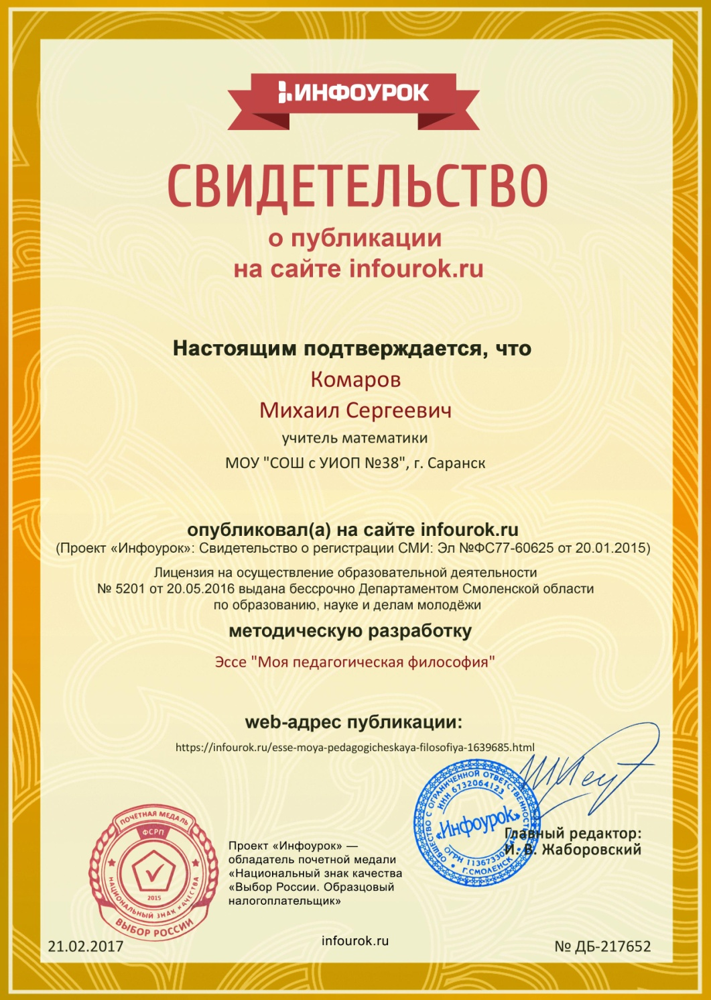 ИНФОУРОК
СВИДЕТЕЛЬСТВО
о публикации
на сайте infourok.ru
Настоящим подтверждается, что
Комаров
Михаил Сергеевич
учитель математики
МОУ "СОШ с УИОП №38", г. Саранск
опубликовал(а) на сайте infourok.ru
(Проект «Инфоурок»: Свидетельство о регистрации СМИ: Эл №ФС77-60625 от 20.01.2015)
Лицензия на осуществление образовательной деятельности
№ 5201 от 20.05.2016 выдана бессрочно Департаментом Смоленской области
по образованию, науке и делам молодёжи
методическую разработку
Эссе "Моя педагогическая философия"
web-адрес публикации:
https://infourok.ru/esse-moya-pedagogicheskaya-filosofiya-1639685.html
ОБЩЕСТВО С ОГРАНИЧЕННОЙ ОТВЕТСТВЕННОСТЬЮ
ИНН 6732064123
«Инфоурок»
ОГРН
Г.СМОЛЕНСК
Главный редактор:
И. В. Жаборовский
ПОЧЁТНАЯ МЕДАЛЬ
ФСРП
2015
НАЦИОНАЛЬНЫЙ ЗНАК КАЧЕСТВА
ВЫБОР РОССИИ
Проект «Инфоурок» —
обладатель почетной медали
«Национальный знак качества
«Выбор России. Образцовый
налогоплательщик»
21.02.2017
infourok.ru
№ ДБ-217652